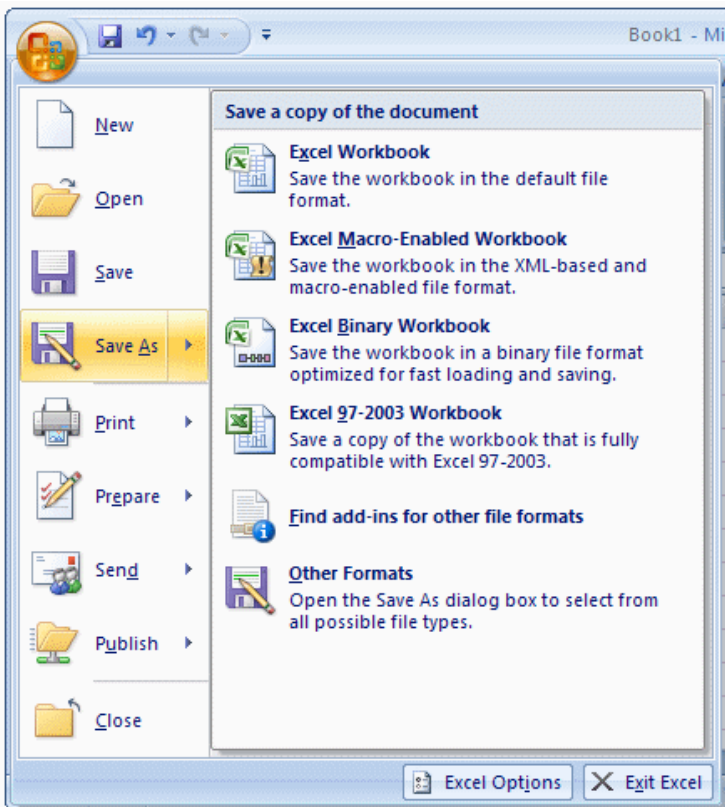 Book1 - Mi
New
Open
Save
Save As
Print
Prepare
Send
Publish
Close
Save a copy of the document
Excel Workbook
Save the workbook in the default file
format.
Excel Macro-Enabled Workbook
Save the workbook in the XML-based and
macro-enabled file format.
Excel Binary Workbook
Save the workbook in a binary file format
optimized for fast loading and saving.
Excel 97-2003 Workbook
Save a copy of the workbook that is fully
compatible with Excel 97-2003.
Find add-ins for other file formats
Other Formats
Open the Save As dialog box to select from
all possible file types.
Excel Options
Exit Excel